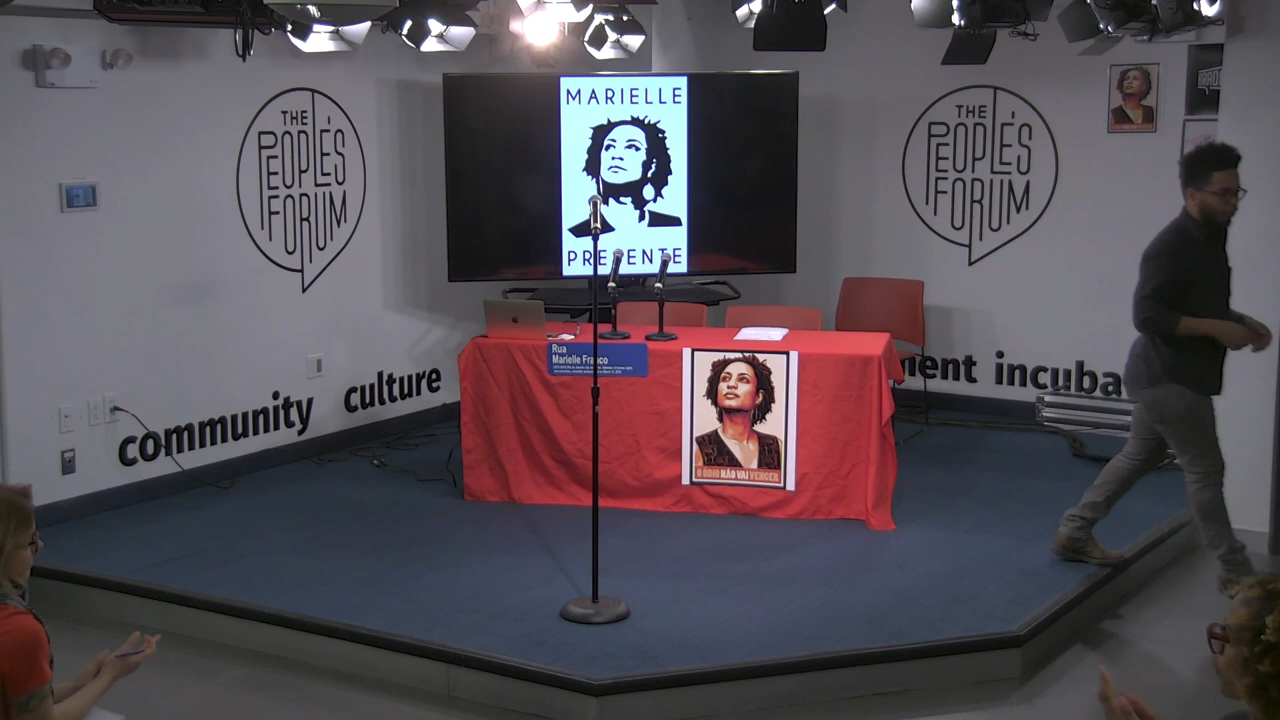 THE
PEOPLE'S
FORUM
MARIELLE
PRESENTE
THE
PEOPLE'S
FORUM
community
culture
ment incuba
Rua
Marielle Franco
O ÓDIO NÃO VAI VENCER